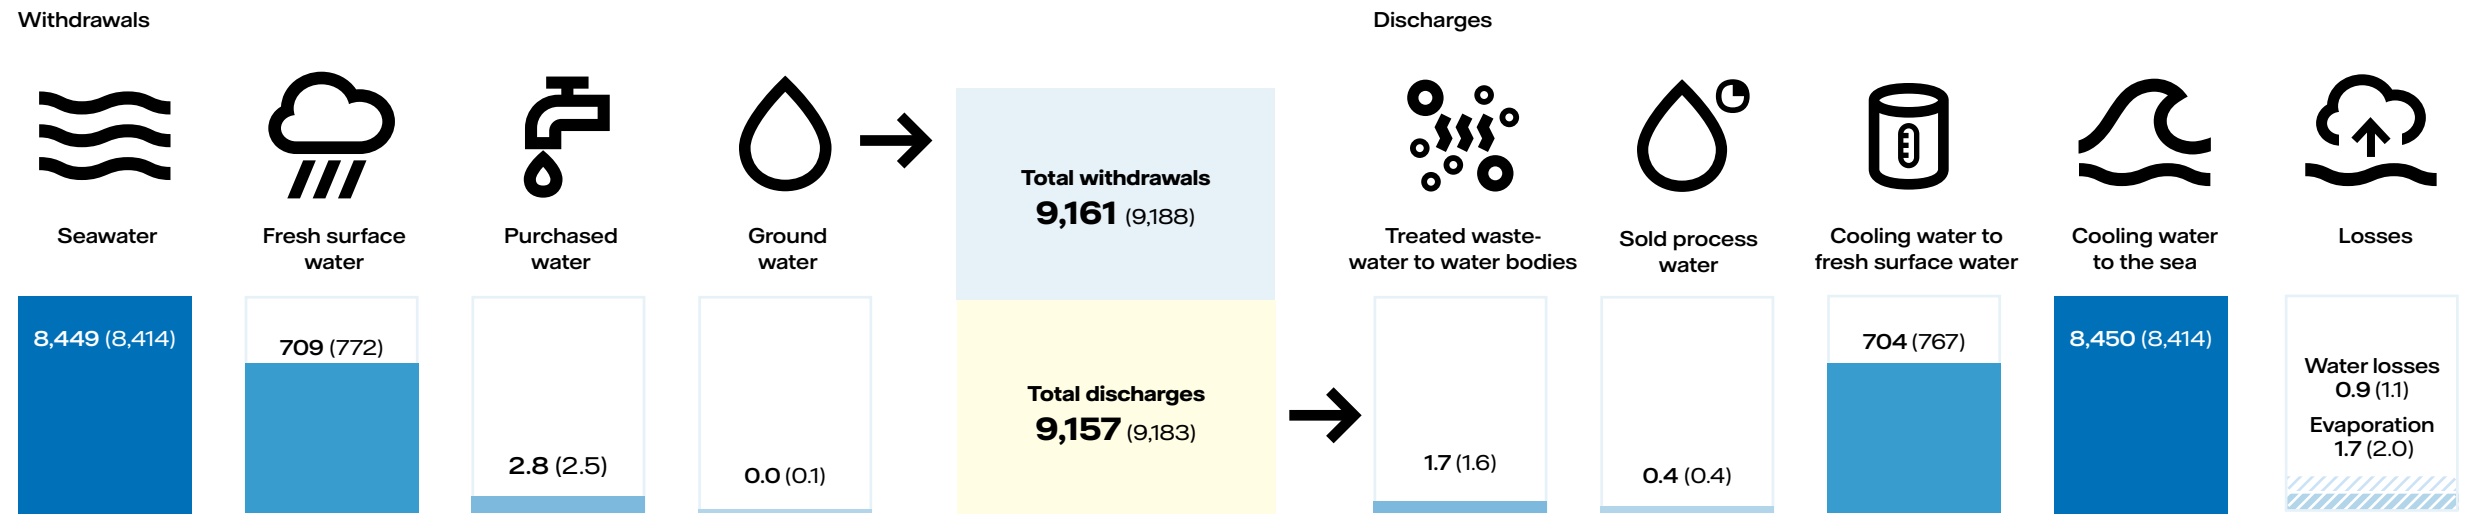 Withdrawals
Seawater
8,449 (8,414)
Fresh surface
water
709 (772)
Purchased
water
2.8 (2.5)
Ground
water
0.0 (0.1)
Total withdrawals
9,161 (9,188)
Total discharges
9,157 (9,183)
Discharges
Treated waste-
water to water bodies
1.7 (1.6)
Sold process
water
0.4 (0.4)
Cooling water to
fresh surface water
704 (767)
Cooling water
to the sea
8,450 (8,414)
Losses
Water losses
0.9 (1.1)
Evaporation
1.7 (2.0)